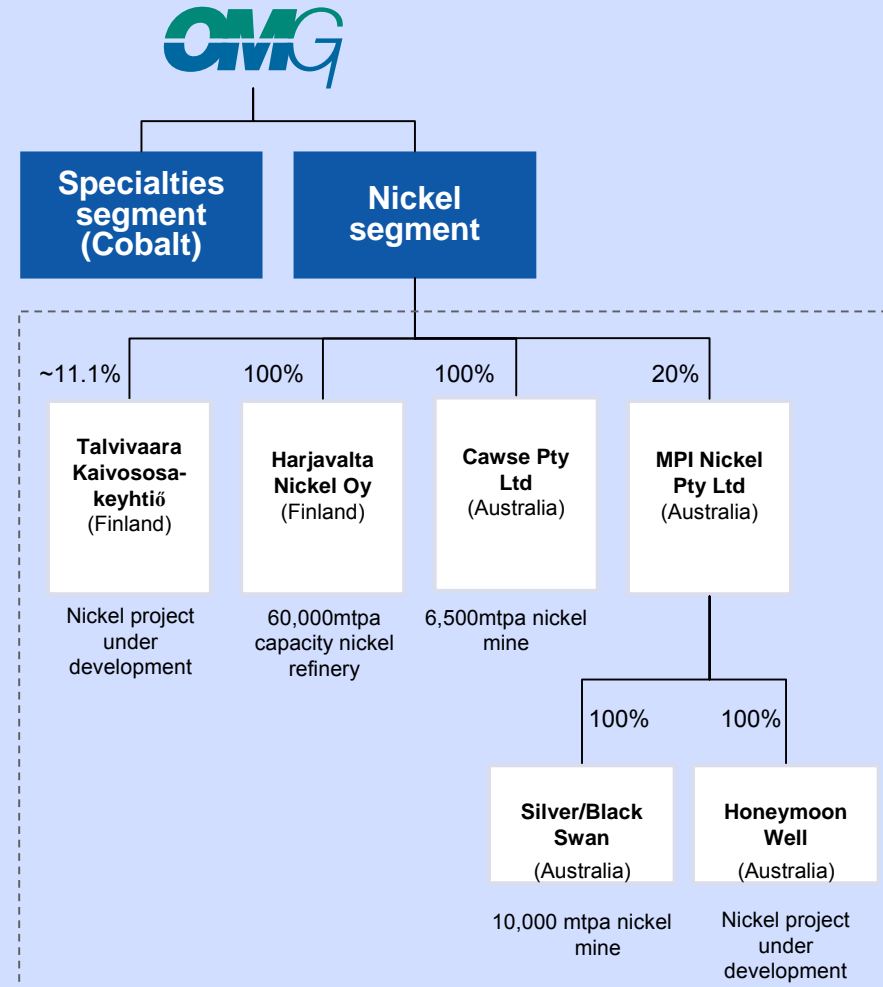 OMG
Specialties
segment
(Cobalt)
Nickel
segment
~11.1%
100%
100%
20%
Talvivaara
Kaivososa-
keyhtiő
(Finland)
Harjavalta
Nickel Oy
(Finland)
Cawse Pty
Ltd
(Australia)
MPI Nickel
Pty Ltd
(Australia)
Nickel project
under
development
60,000mtpa
capacity nickel
refinery
6,500mtpa nickel
mine
100%
100%
Silver/Black
Swan
(Australia)
Honeymoon
Well
(Australia)
10,000 mtpa nickel
mine
Nickel project
under
development